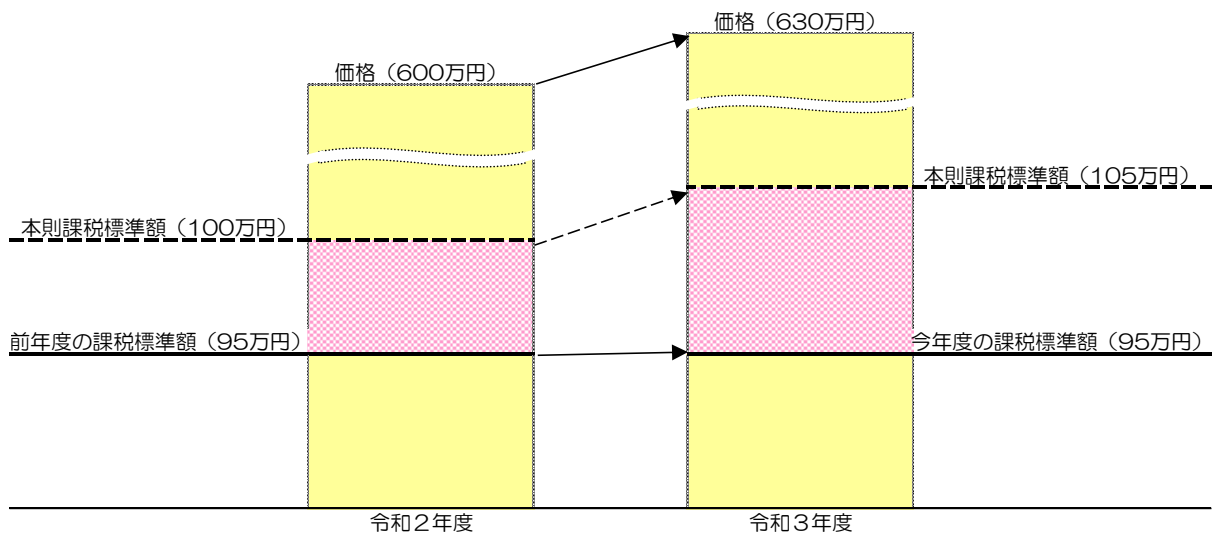 価格（630万円）
価格（600万円）
本則課税標準額（105万円）
本則課税標準額（100万円）
前年度の課税標準額（95万円）
今年度の課税標準額（95万円）
令和２年度
令和３年度